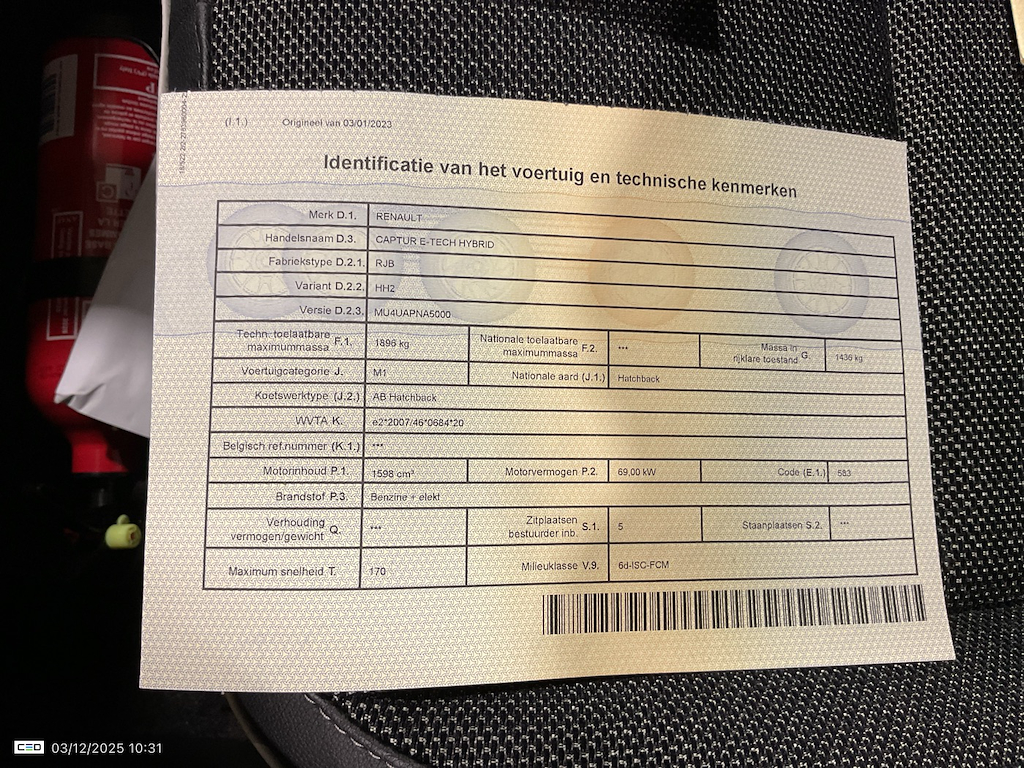 (I.1.) Origineel van 03/01/2023
Identificatie van het voertuig en technische kenmerken
Merk D.1. RENAULT
Handelsnaam D.3. CAPTUR E-TECH HYBRID
Fabriekstype D.2.1. RJB
Variant D.2.2. HH2
Versie D.2.3. MU4UAPNA5000
Techn. toelaatbare maximummassa F.1. 1896 kg Nationale toelaatbare maximummassa F.2. *** Massa in rijklare toestand G. 1436 kg
Voertuigcategorie J. M1 Nationale aard (J.1.) Hatchback
Koetswerktype (J.2.) AB Hatchback
WVTA K. e2*2007/46*0684*20
Belgisch ref.nummer (K.1.) ***
Motorinhoud P.1. 1598 cm³ Motorvermogen P.2. 69,00 kW Code (E.1.) 583
Brandstof P.3. Benzine + elekt
Verhouding vermogen/gewicht Q. *** Zitplaatsen bestuurder inb. S.1. 5 Staanplaatsen S.2. ***
Maximum snelheid T. 170 Milieuklasse V.9. 6d-ISC-FCM
03/12/2025 10:31